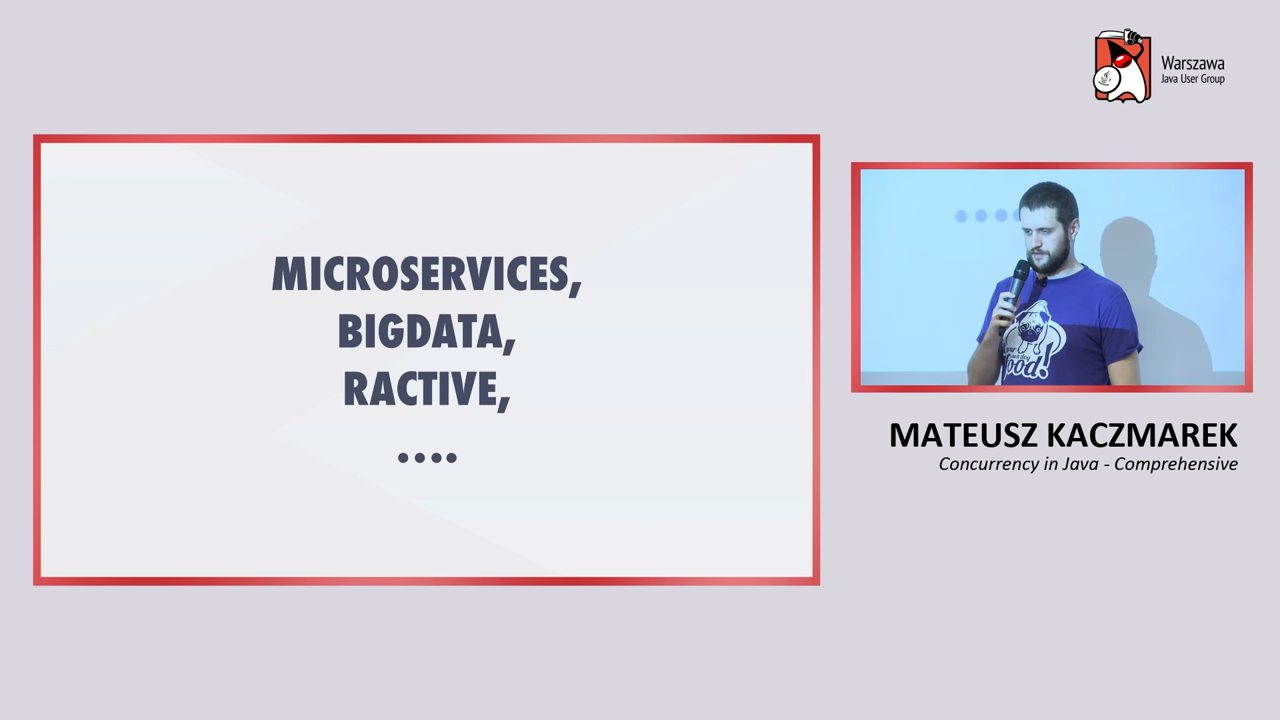 Warszawa
Java User Group
MICROSERVICES,
BIGDATA,
RACTIVE,
....
MATEUSZ KACZMAREK
Concurrency in Java - Comprehensive